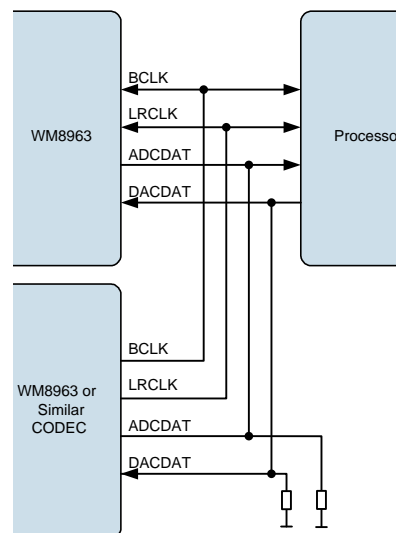 BCLK
LRCLK
WM8963
Processo
ADCDAT
DACDAT
BCLK
WM8963 or
Similar
CODEC
LRCLK
ADCDAT
DACDAT